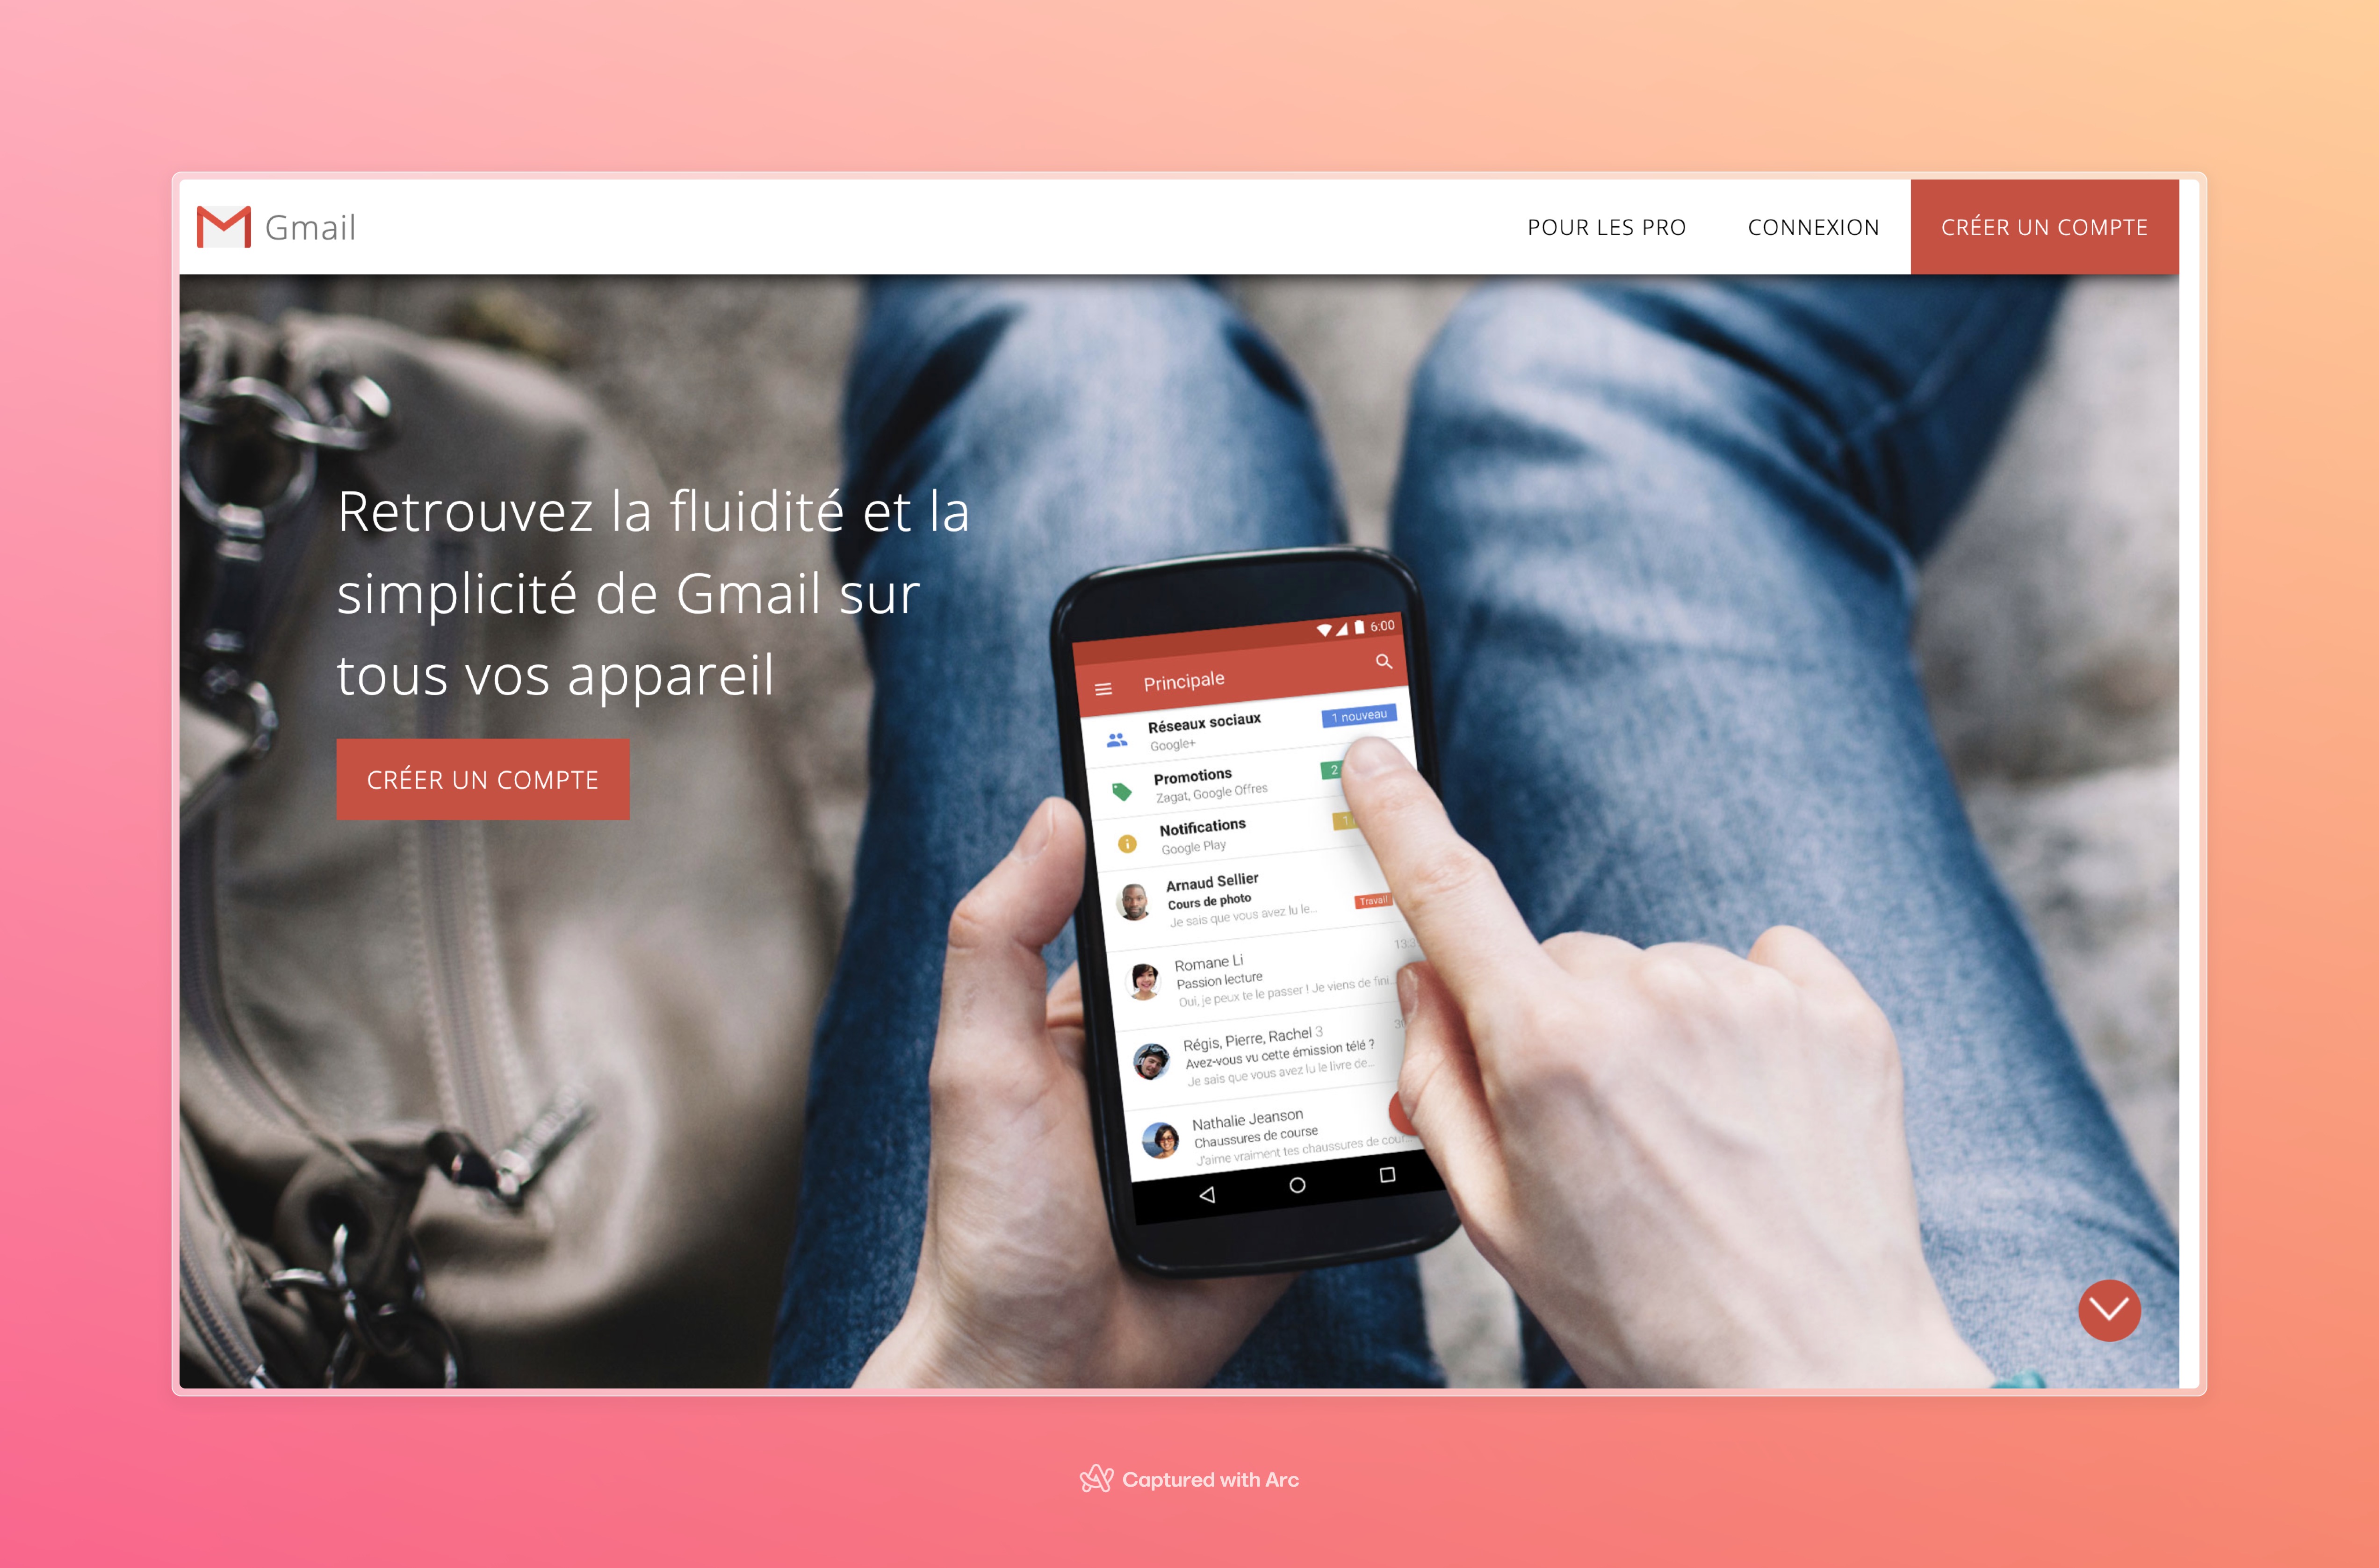 Gmail
POUR LES PRO
CONNEXION
CRÉER UN COMPTE
Retrouvez la fluidité et la
simplicité de Gmail sur
tous vos appareil
CRÉER UN COMPTE
6:00
Principale
Réseaux sociaux
1 nouveau
Google+
Promotions
2
Zagat, Google Offres
Notifications
1
Google Play
Arnaud Sellier
Cours de photo
Je sais que vous avez lu le...
Travail
Romane Li
Passion lecture
Oui, je peux te le passer ! Je viens de fini...
Régis, Pierre, Rachel 3
Avez-vous vu cette émission télé ?
Je sais que vous avez lu le livre de...
Nathalie Jeanson
Chaussures de course
J'aime vraiment tes chaussures de cour...
Captured with Arc